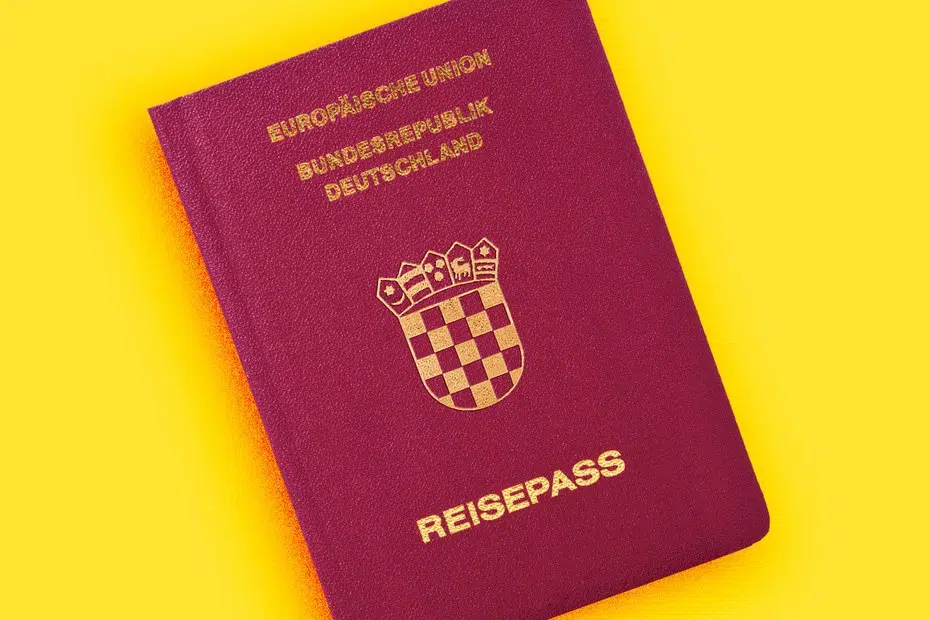 EUROPÄISCHE UNION
BUNDESREPUBLIK
DEUTSCHLAND
REISEPASS